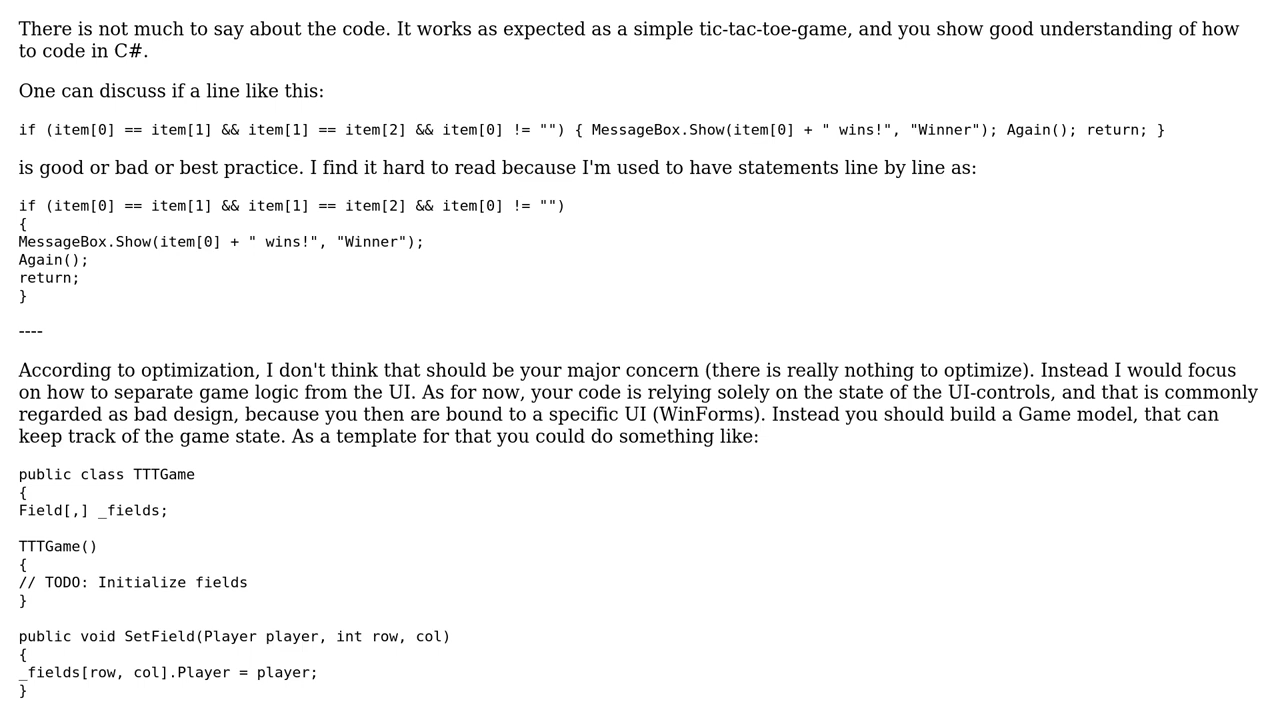 There is not much to say about the code. It works as expected as a simple tic-tac-toe-game, and you show good understanding of how
to code in C#.
One can discuss if a line like this:
if (item[0] == item[1] && item[1] == item[2] && item[0] != "") { MessageBox.Show(item[0] + " wins!", "Winner"); Again(); return; }
is good or bad or best practice. I find it hard to read because I'm used to have statements line by line as:
if (item[0] == item[1] && item[1] == item[2] && item[0] != "")
{
MessageBox.Show(item[0] + " wins!", "Winner");
Again();
return;
}
----
According to optimization, I don't think that should be your major concern (there is really nothing to optimize). Instead I would focus
on how to separate game logic from the UI. As for now, your code is relying solely on the state of the UI-controls, and that is commonly
regarded as bad design, because you then are bound to a specific UI (WinForms). Instead you should build a Game model, that can
keep track of the game state. As a template for that you could do something like:
public class TTTGame
{
Field[,] _fields;
TTTGame()
{
// TODO: Initialize fields
}
public void SetField(Player player, int row, col)
{
_fields[row, col].Player = player;
}